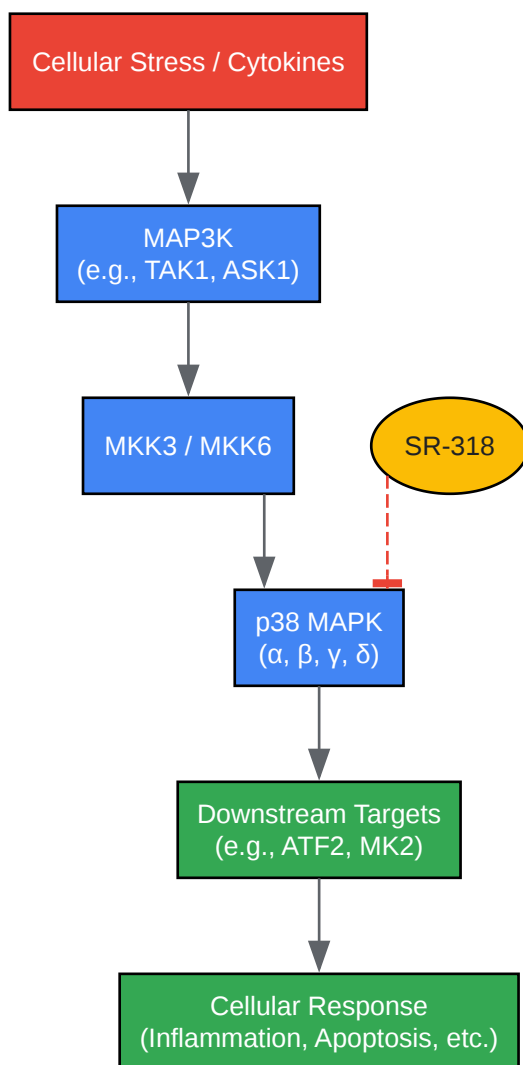 Cellular Stress / Cytokines
MAP3K
(e.g., TAK1, ASK1)
MKK3 / MKK6
SR-318
p38 MAPK
(α, β, γ, δ)
Downstream Targets
(e.g., ATF2, MK2)
Cellular Response
(Inflammation, Apoptosis, etc.)